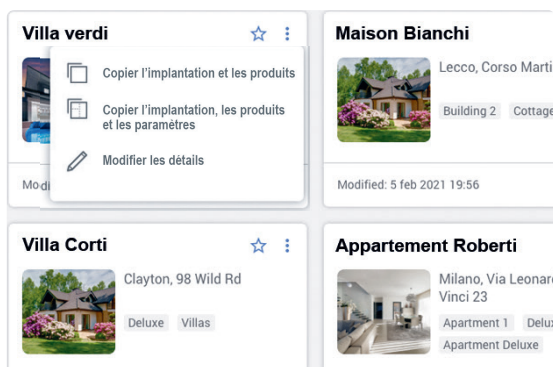 Villa verdi
Copier l'implantation et les produits
Copier l'implantation, les produits
et les paramètres
Modifier les détails
Maison Bianchi
Lecco, Corso Marti
Building 2 Cottage
Modified: 5 feb 2021 19:56
Villa Corti
Clayton, 98 Wild Rd
Deluxe Villas
Appartement Roberti
Milano, Via Leonar
Vinci 23
Apartment 1 Delux
Apartment Deluxe